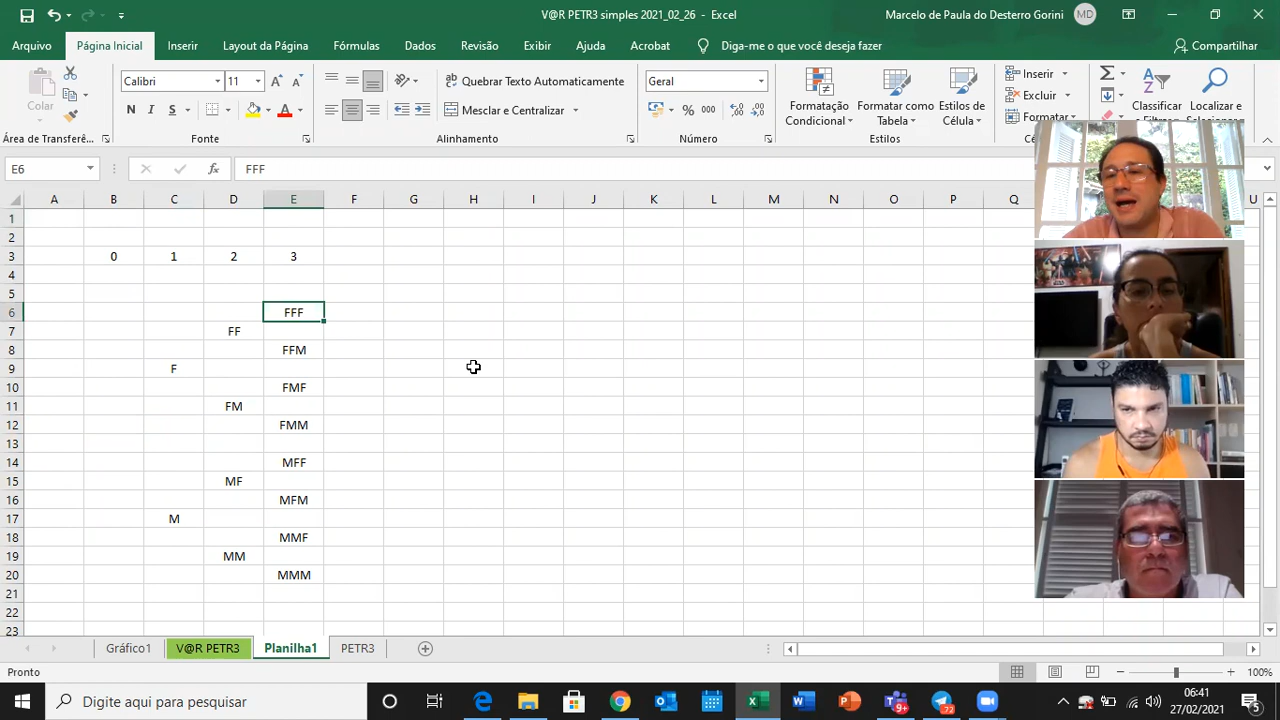 V@R PETR3 simples 2021_02_26 - Excel
Marcelo de Paula do Desterro Gorini
MD
Arquivo
Página Inicial
Inserir
Layout da Página
Fórmulas
Dados
Revisão
Exibir
Ajuda
Acrobat
Diga-me o que você deseja fazer
Compartilhar
Colar
Calibri
11
N I S
Quebrar Texto Automaticamente
Mesclar e Centralizar
Geral
% 000
Formatação Condicional
Formatar como Tabela
Estilos de Célula
Inserir
Excluir
Formatar
Classificar
Localizar e
Área de Transferê...
Fonte
Alinhamento
Número
Estilos
E6
fx
FFF
A B C D E F G H I J K L M N O P Q U
1
2
3 0 1 2 3
4
5
6 FFF
7 FF
8 FFM
9 F
10 FMF
11 FM
12 FMM
13
14 MFF
15 MF
16 MFM
17 M
18 MMF
19 MM
20 MMM
21
22
23
Gráfico1
V@R PETR3
Planilha1
PETR3
Pronto
100%
Digite aqui para pesquisar
9+
72
06:41
27/02/2021
5